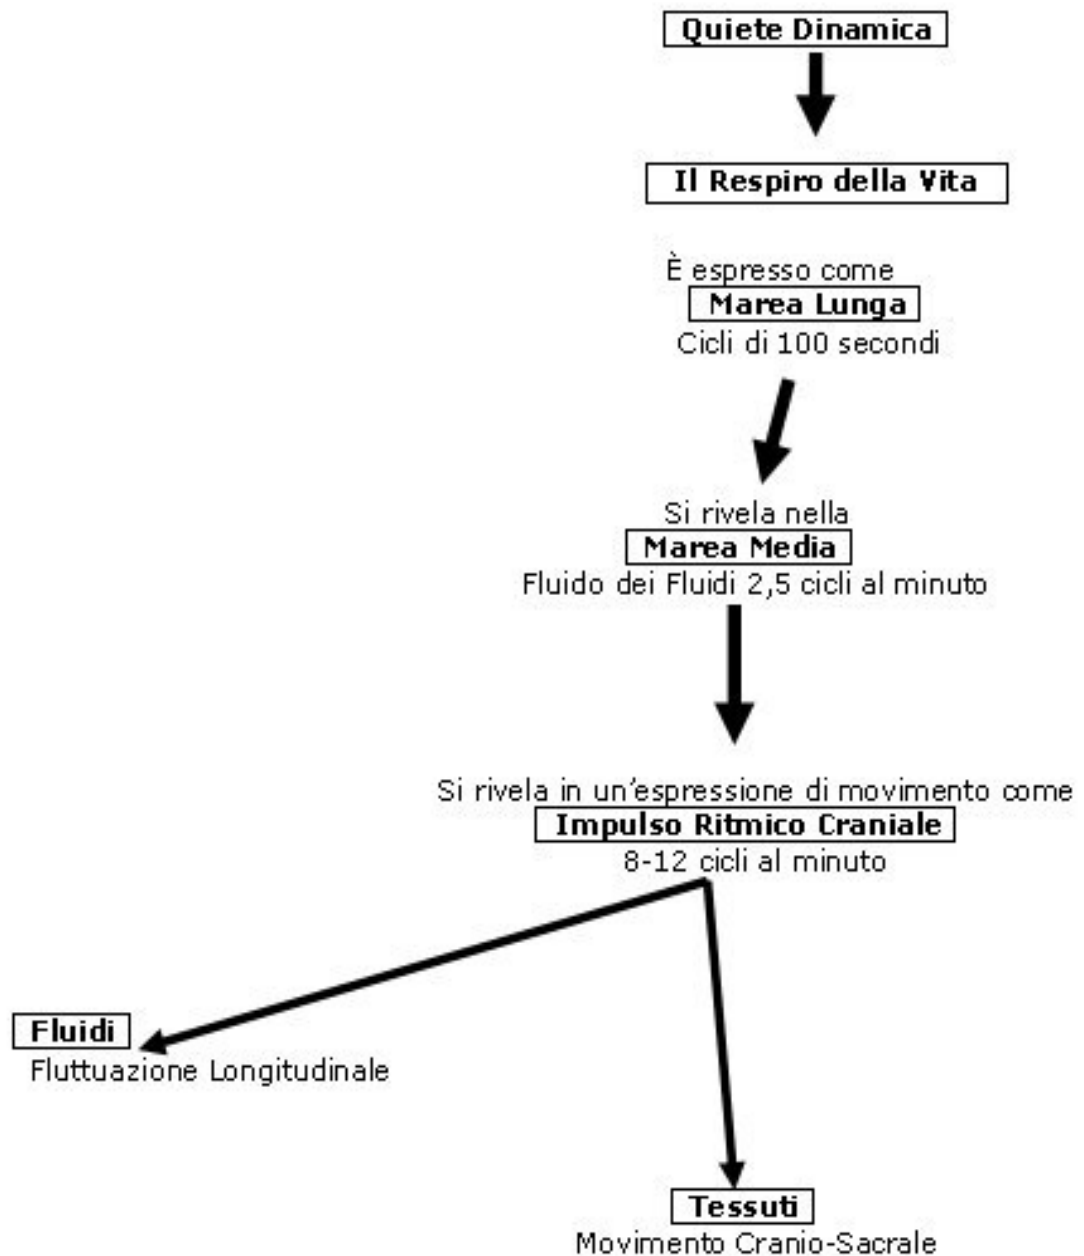 Quiete Dinamica
Il Respiro della Vita
È espresso come
Marea Lunga
Cicli di 100 secondi
Si rivela nella
Marea Media
Fluido dei Fluidi 2,5 cicli al minuto
Si rivela in un'espressione di movimento come
Impulso Ritmico Craniale
8-12 cicli al minuto
Fluidi
Fluttuazione Longitudinale
Tessuti
Movimento Cranio-Sacrale